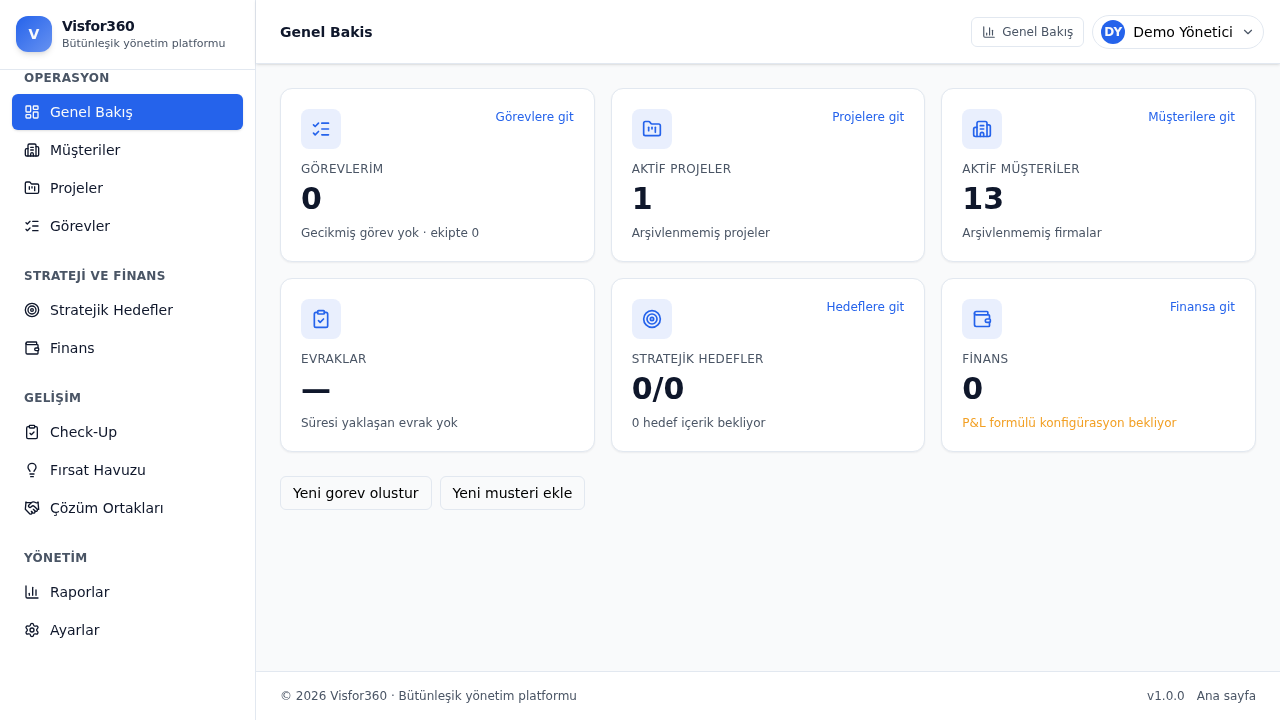 V
Visfor360
Bütünleşik yönetim platformu
OPERASYON
Genel Bakış
Müşteriler
Projeler
Görevler
STRATEJİ VE FİNANS
Stratejik Hedefler
Finans
GELİŞİM
Check-Up
Fırsat Havuzu
Çözüm Ortakları
YÖNETİM
Raporlar
Ayarlar
Genel Bakis
Genel Bakış
DY Demo Yönetici
Görevlere git
GÖREVLERİM
0
Gecikmiş görev yok · ekipte 0
Projelere git
AKTİF PROJELER
1
Arşivlenmemiş projeler
Müşterilere git
AKTİF MÜŞTERİLER
13
Arşivlenmemiş firmalar
EVRAKLAR
—
Süresi yaklaşan evrak yok
Hedeflere git
STRATEJİK HEDEFLER
0/0
0 hedef içerik bekliyor
Finansa git
FİNANS
0
P&L formülü konfigürasyon bekliyor
Yeni gorev olustur
Yeni musteri ekle
© 2026 Visfor360 · Bütünleşik yönetim platformu
v1.0.0 Ana sayfa